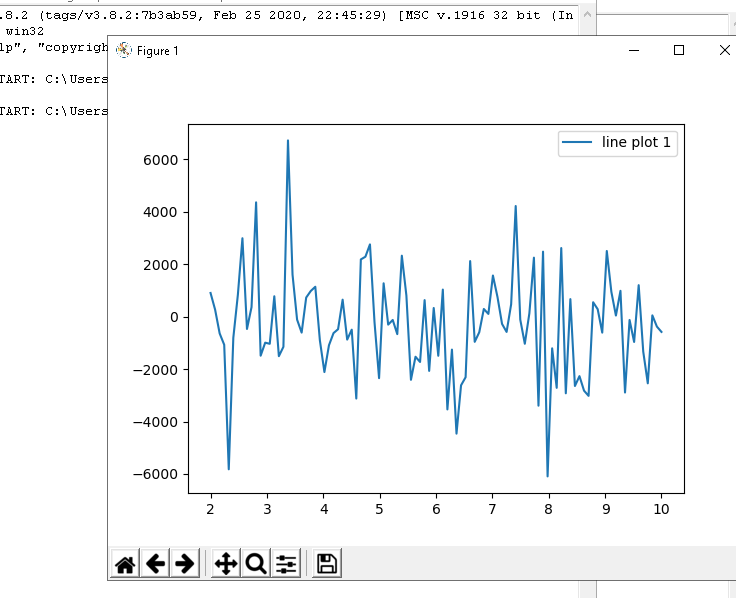 .8.2 (tags/v3.8.2:7b3ab59, Feb 25 2020, 22:45:29) [MSC v.1916 32 bit (In
win32
lp", "copyrigh
TART: C:\Users
TART: C:\Users
Figure 1
line plot 1
6000
4000
2000
0
−2000
−4000
−6000
2 3 4 5 6 7 8 9 10